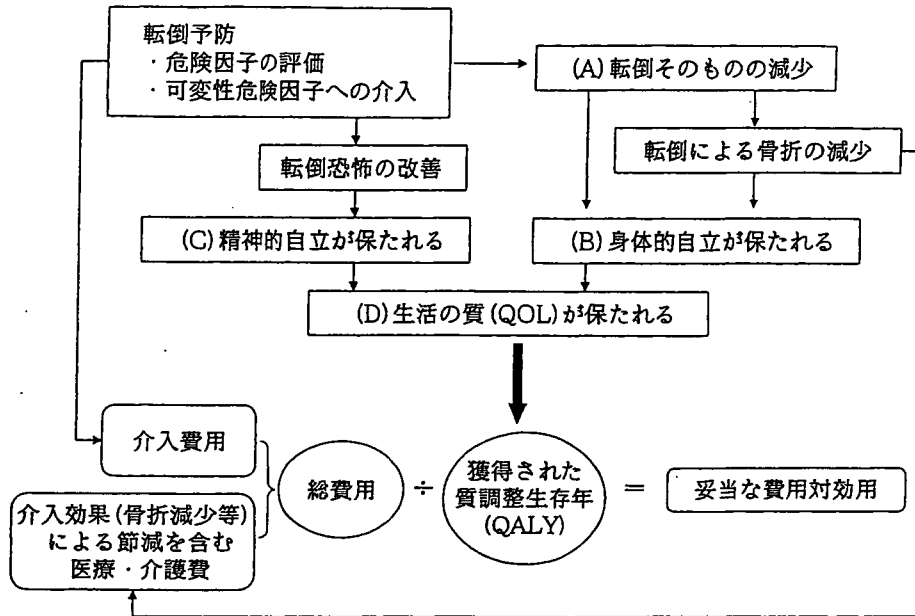 転倒予防
・危険因子の評価
・可変性危険因子への介入
(A)転倒そのものの減少
転倒による骨折の減少
転倒恐怖の改善
(C)精神的自立が保たれる
(B)身体的自立が保たれる
(D)生活の質(QOL)が保たれる
介入費用
介入効果(骨折減少等)
による節減を含む
医療・介護費
総費用
÷
獲得された
質調整生存年
(QALY)
=
妥当な費用対効用